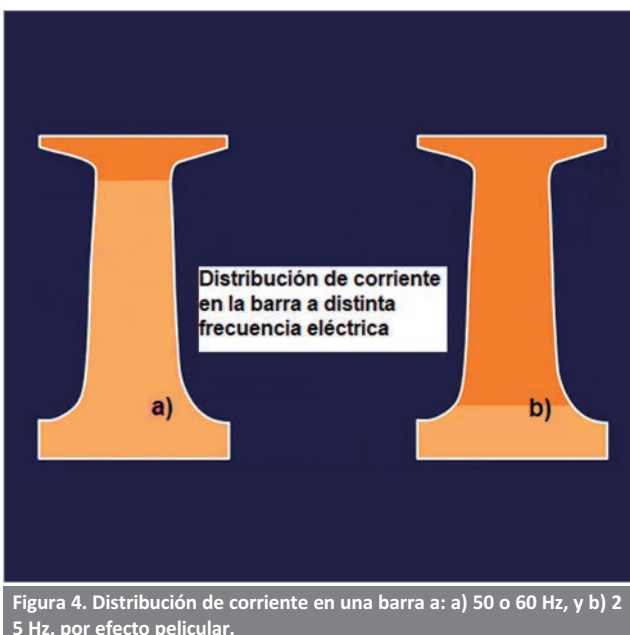 Distribución de corriente
en la barra a distinta
frecuencia eléctrica
a)
b)
Figura 4. Distribución de corriente en una barra a: a) 50 o 60 Hz, y b) 2
5 Hz, por efecto pelicular.